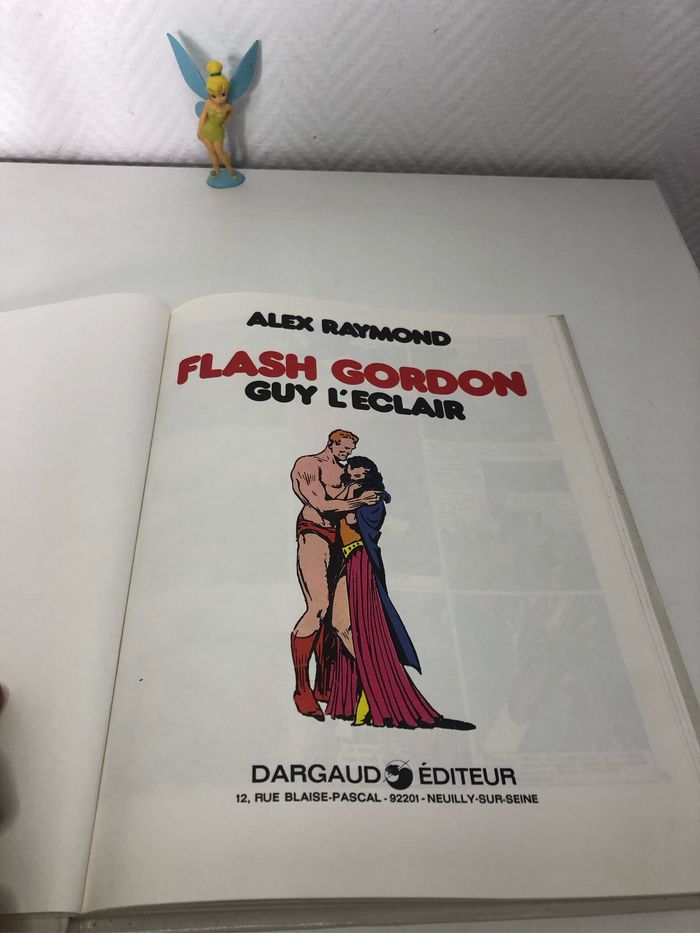 ALEX RAYMOND
FLASH GORDON
GUY L'ECLAIR
DARGAUD ÉDITEUR
12, RUE BLAISE-PASCAL - 92201 - NEUILLY-SUR-SEINE